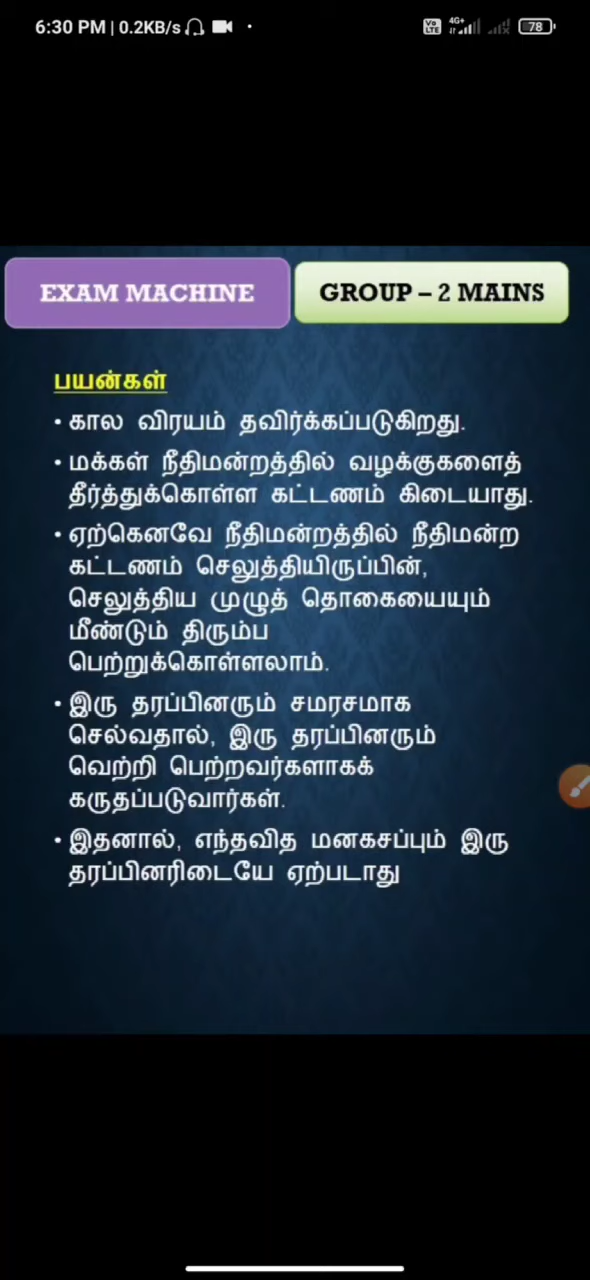 6:30 PM | 0.2KB/s
Vo LTE 4G+ 78
EXAM MACHINE
GROUP – 2 MAINS
பயன்கள்
• கால விரயம் தவிர்க்கப்படுகிறது.
• மக்கள் நீதிமன்றத்தில் வழக்குகளைத்
தீர்த்துக்கொள்ள கட்டணம் கிடையாது.
• ஏற்கெனவே நீதிமன்றத்தில் நீதிமன்ற
கட்டணம் செலுத்தியிருப்பின்,
செலுத்திய முழுத் தொகையையும்
மீண்டும் திரும்ப
பெற்றுக்கொள்ளலாம்.
• இரு தரப்பினரும் சமரசமாக
செல்வதால், இரு தரப்பினரும்
வெற்றி பெற்றவர்களாகக்
கருதப்படுவார்கள்.
• இதனால், எந்தவித மனகசப்பும் இரு
தரப்பினரிடையே ஏற்படாது